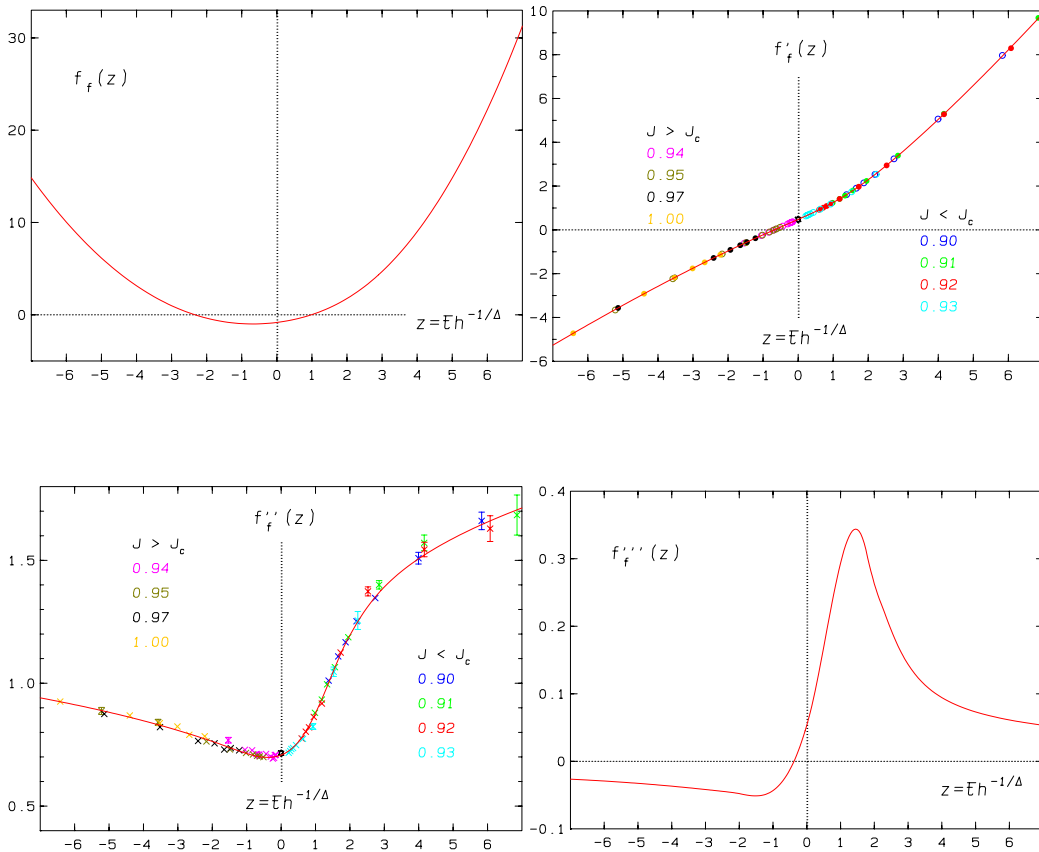 30
20
10
0
f_f(z)
z = t̅h^{-1/Δ}
-6 -5 -4 -3 -2 -1 0 1 2 3 4 5 6
10
8
6
4
2
0
-2
-4
-6
f'_f(z)
J > J_c
0.94
0.95
0.97
1.00
J < J_c
0.90
0.91
0.92
0.93
z = t̅h^{-1/Δ}
-6 -5 -4 -3 -2 -1 0 1 2 3 4 5 6 7
1.5
1.0
0.5
f''_f(z)
J > J_c
0.94
0.95
0.97
1.00
J < J_c
0.90
0.91
0.92
0.93
z = t̅h^{-1/Δ}
-6 -5 -4 -3 -2 -1 0 1 2 3 4 5 6 7
0.4
0.3
0.2
0.1
0
-0.1
f'''_f(z)
z = t̅h^{-1/Δ}
-6 -5 -4 -3 -2 -1 0 1 2 3 4 5 6 7